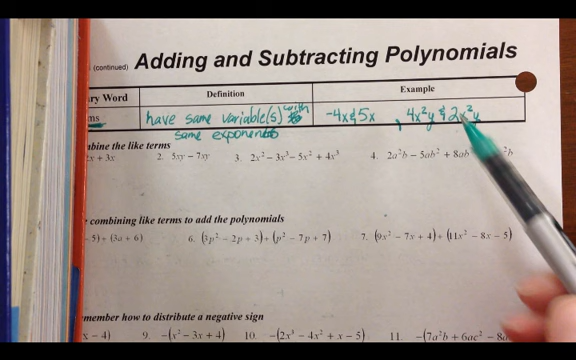 (continued) Adding and Subtracting Polynomials
ary Word Definition Example
ms have same variable(s) with same exponents -4x & 5x , 4x²y & 2x²y
bine the like terms
2x + 3x 2. 5xy − 7xy 3. 2x² − 3x³ − 5x² + 4x³ 4. 2a²b − 5ab² + 8ab ²b
combining like terms to add the polynomials
− 5) + (3a + 6) 6. (3p² − 2p + 3) + (p² − 7p + 7) 7. (9x² − 7x + 4) + (11x² − 8x − 5)
member how to distribute a negative sign
x − 4) 9. −(x² − 3x + 4) 10. −(2x³ − 4x² + x − 5) 11. −(7a²b + 6ac² − 8a